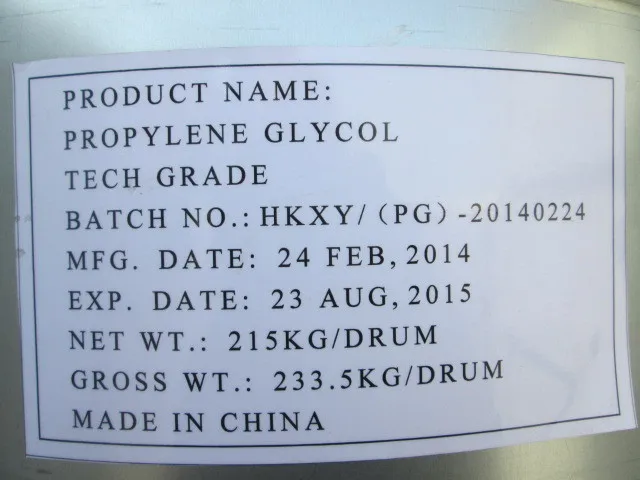 PRODUCT NAME:
PROPYLENE GLYCOL
TECH GRADE
BATCH NO.: HKXY/（PG）-20140224
MFG. DATE: 24 FEB, 2014
EXP. DATE: 23 AUG, 2015
NET WT.: 215KG/DRUM
GROSS WT.: 233.5KG/DRUM
MADE IN CHINA